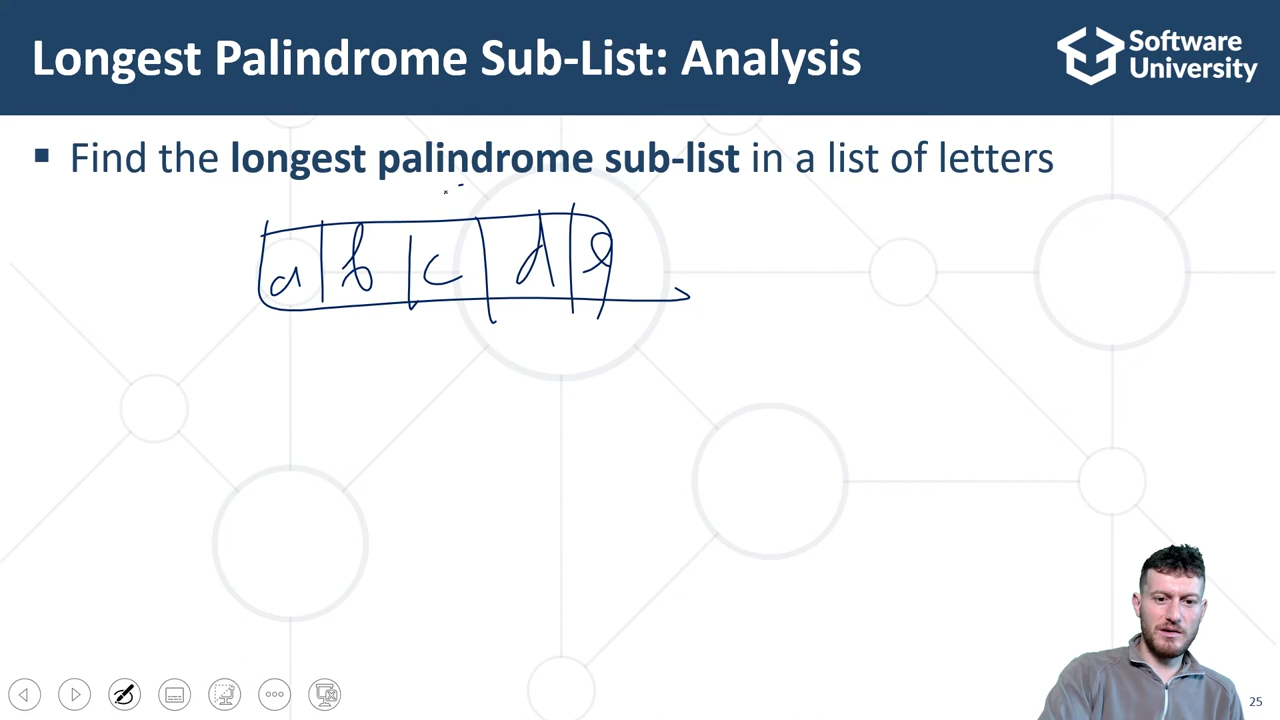 Longest Palindrome Sub-List: Analysis
Software
University
▪ Find the longest palindrome sub-list in a list of letters
a b c d e
25